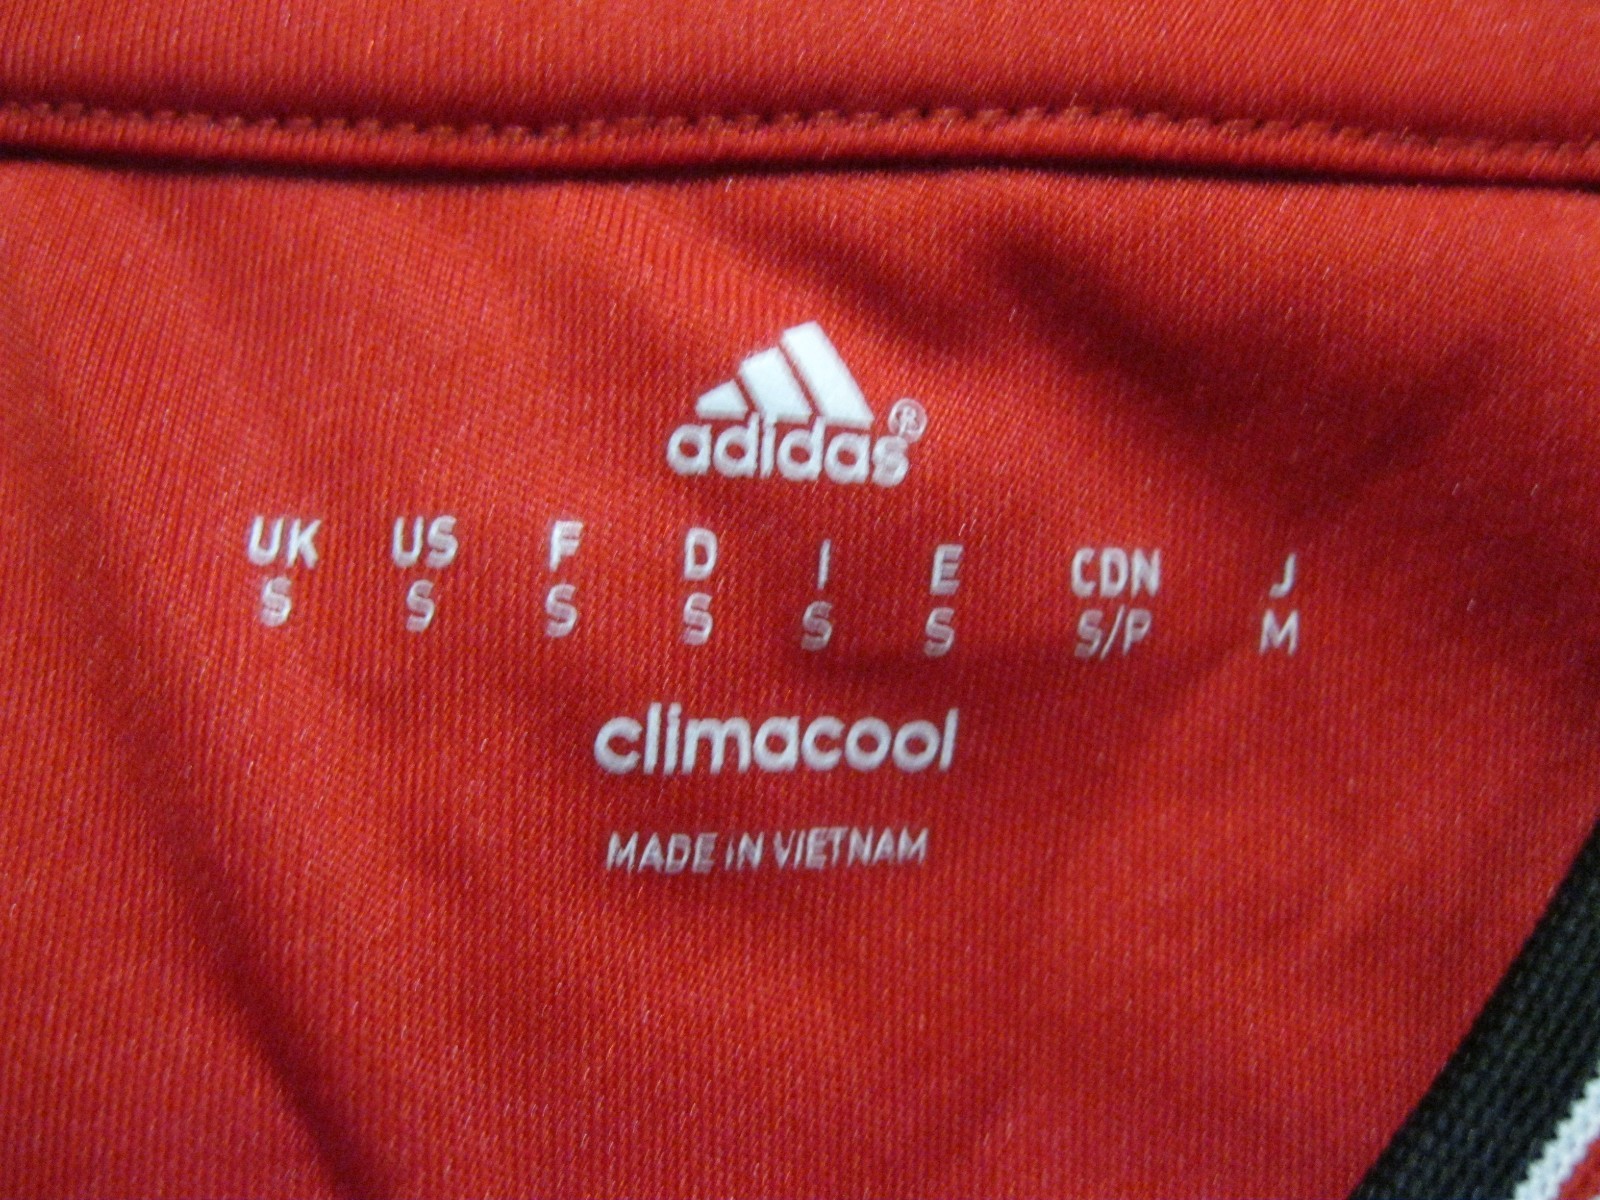 adidas®
UK US F D I E CDN J
S S S S S S S/P M
climacool
MADE IN VIETNAM